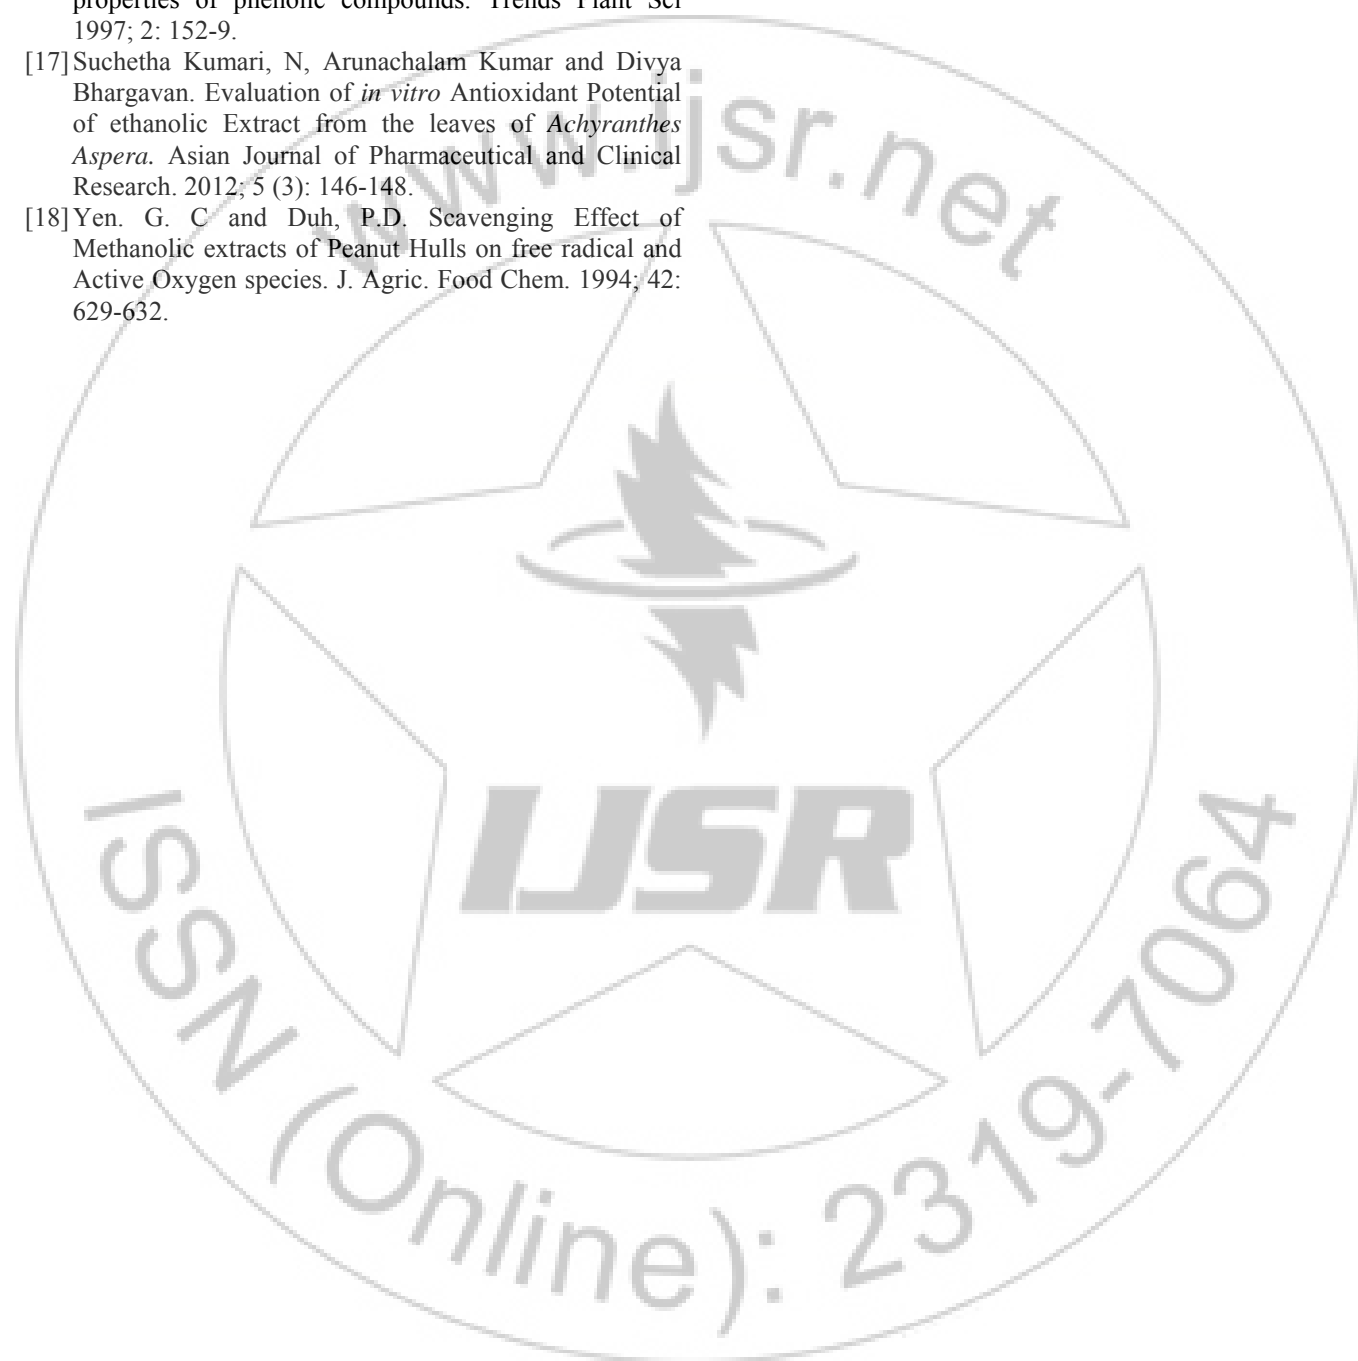 properties of phenolic compounds. Trends Plant Sci
1997; 2: 152-9.
[17] Suchetha Kumari, N, Arunachalam Kumar and Divya
Bhargavan. Evaluation of in vitro Antioxidant Potential
of ethanolic Extract from the leaves of Achyranthes
Aspera. Asian Journal of Pharmaceutical and Clinical
Research. 2012; 5 (3): 146-148.
[18] Yen. G. C and Duh, P.D. Scavenging Effect of
Methanolic extracts of Peanut Hulls on free radical and
Active Oxygen species. J. Agric. Food Chem. 1994; 42:
629-632.
www.ijsr.net
IJSR
ISSN (Online): 2319-7064